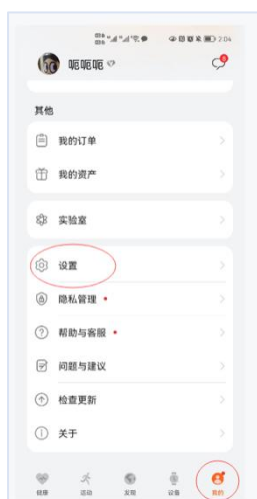 2:04
呃呃呃
其他
我的订单
我的资产
实验室
设置
隐私管理
帮助与客服
问题与建议
检查更新
关于
健康 运动 发现 设备 我的